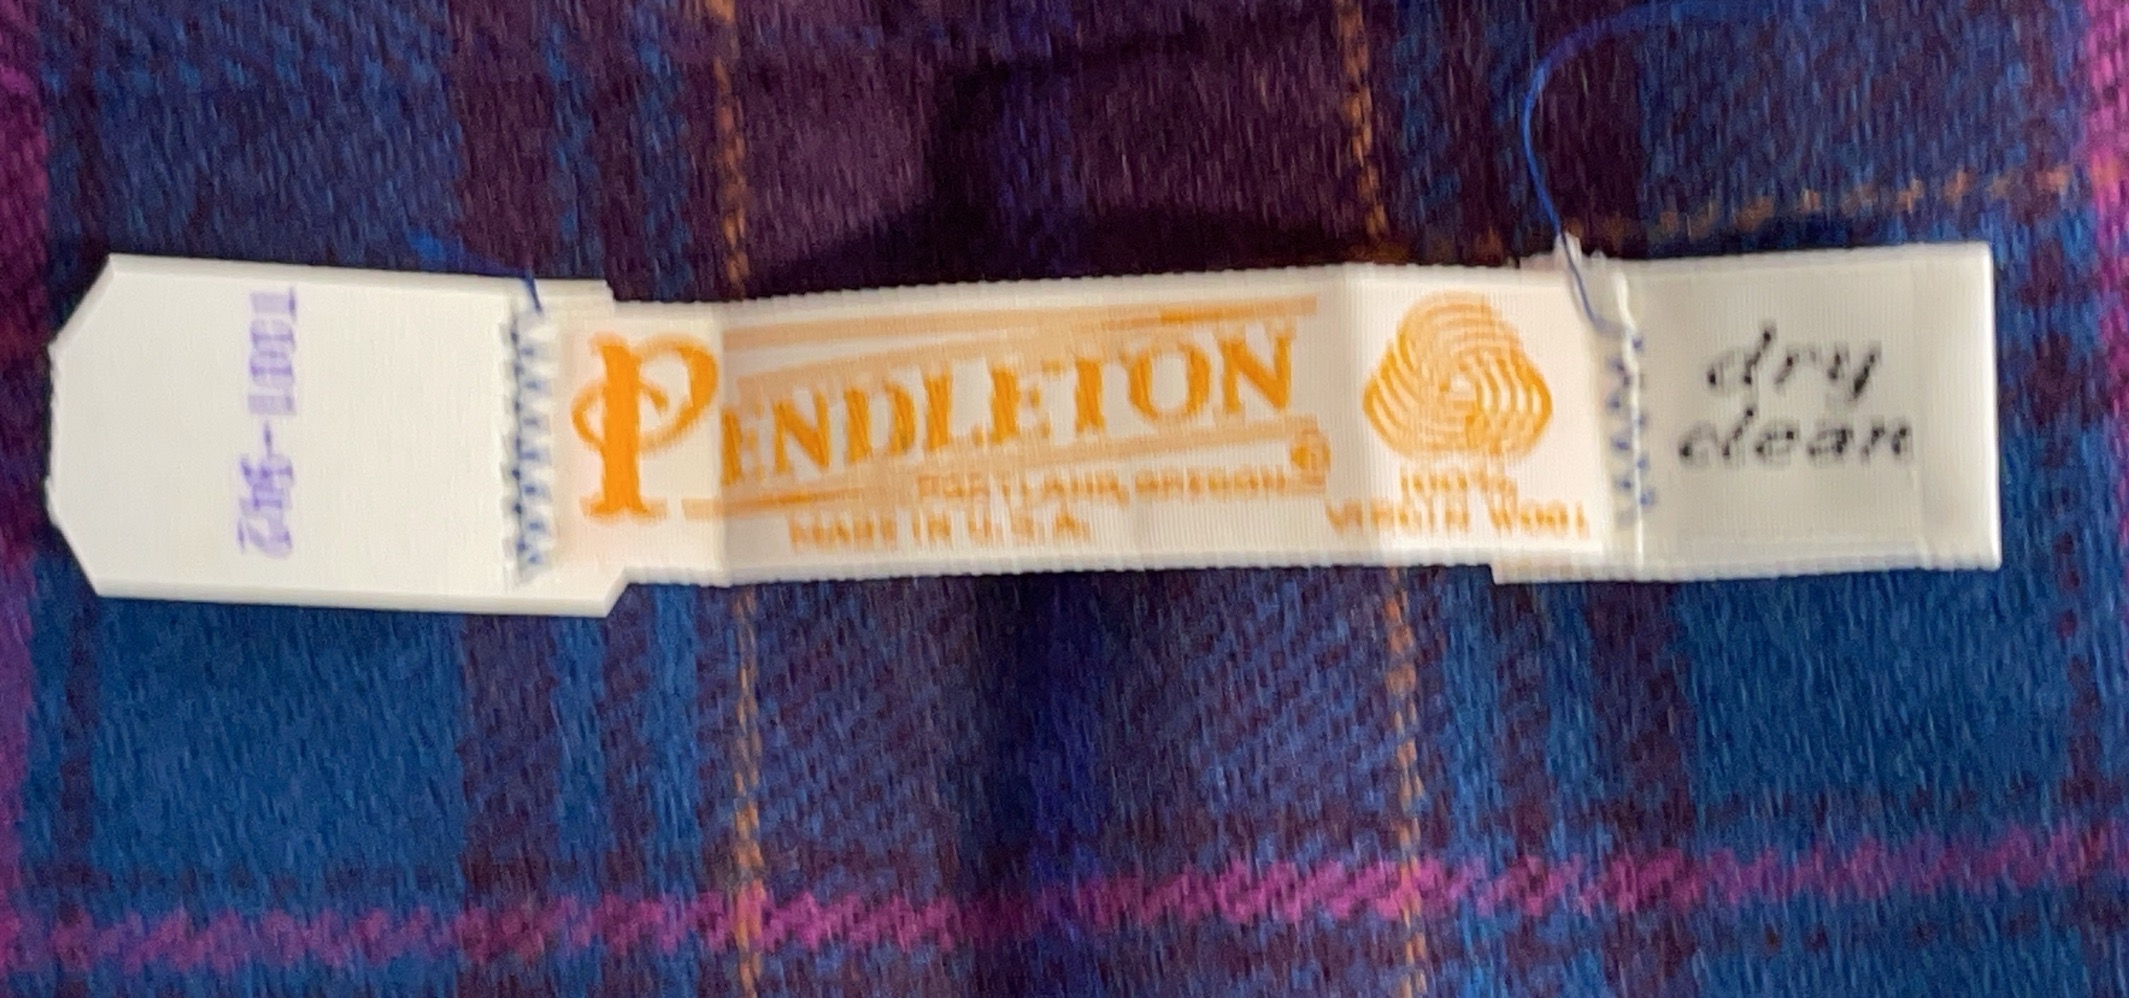 PENDLETON
PORTLAND, OREGON
MADE IN U.S.A.
100%
VIRGIN WOOL
dry
clean